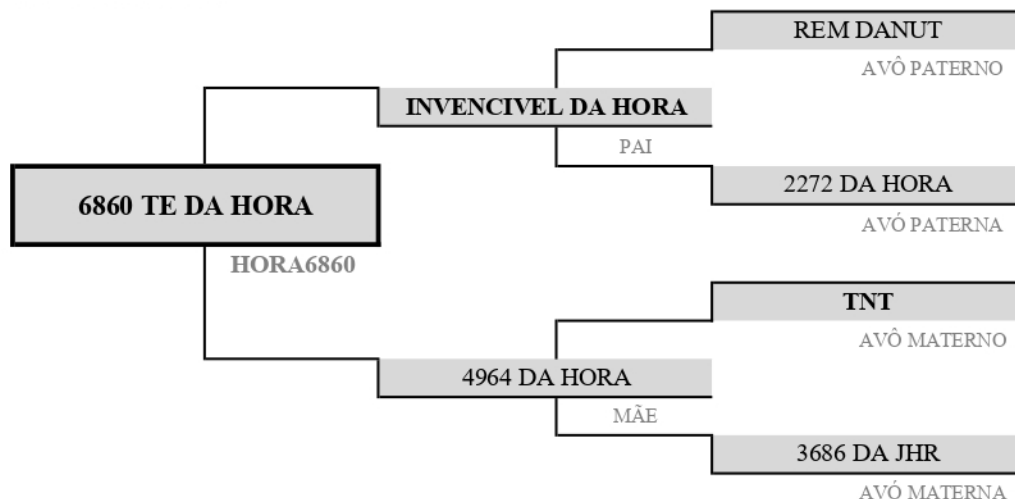 REM DANUT
AVÔ PATERNO
INVENCIVEL DA HORA
PAI
2272 DA HORA
AVÓ PATERNA
6860 TE DA HORA
HORA6860
TNT
AVÔ MATERNO
4964 DA HORA
MÃE
3686 DA JHR
AVÓ MATERNA